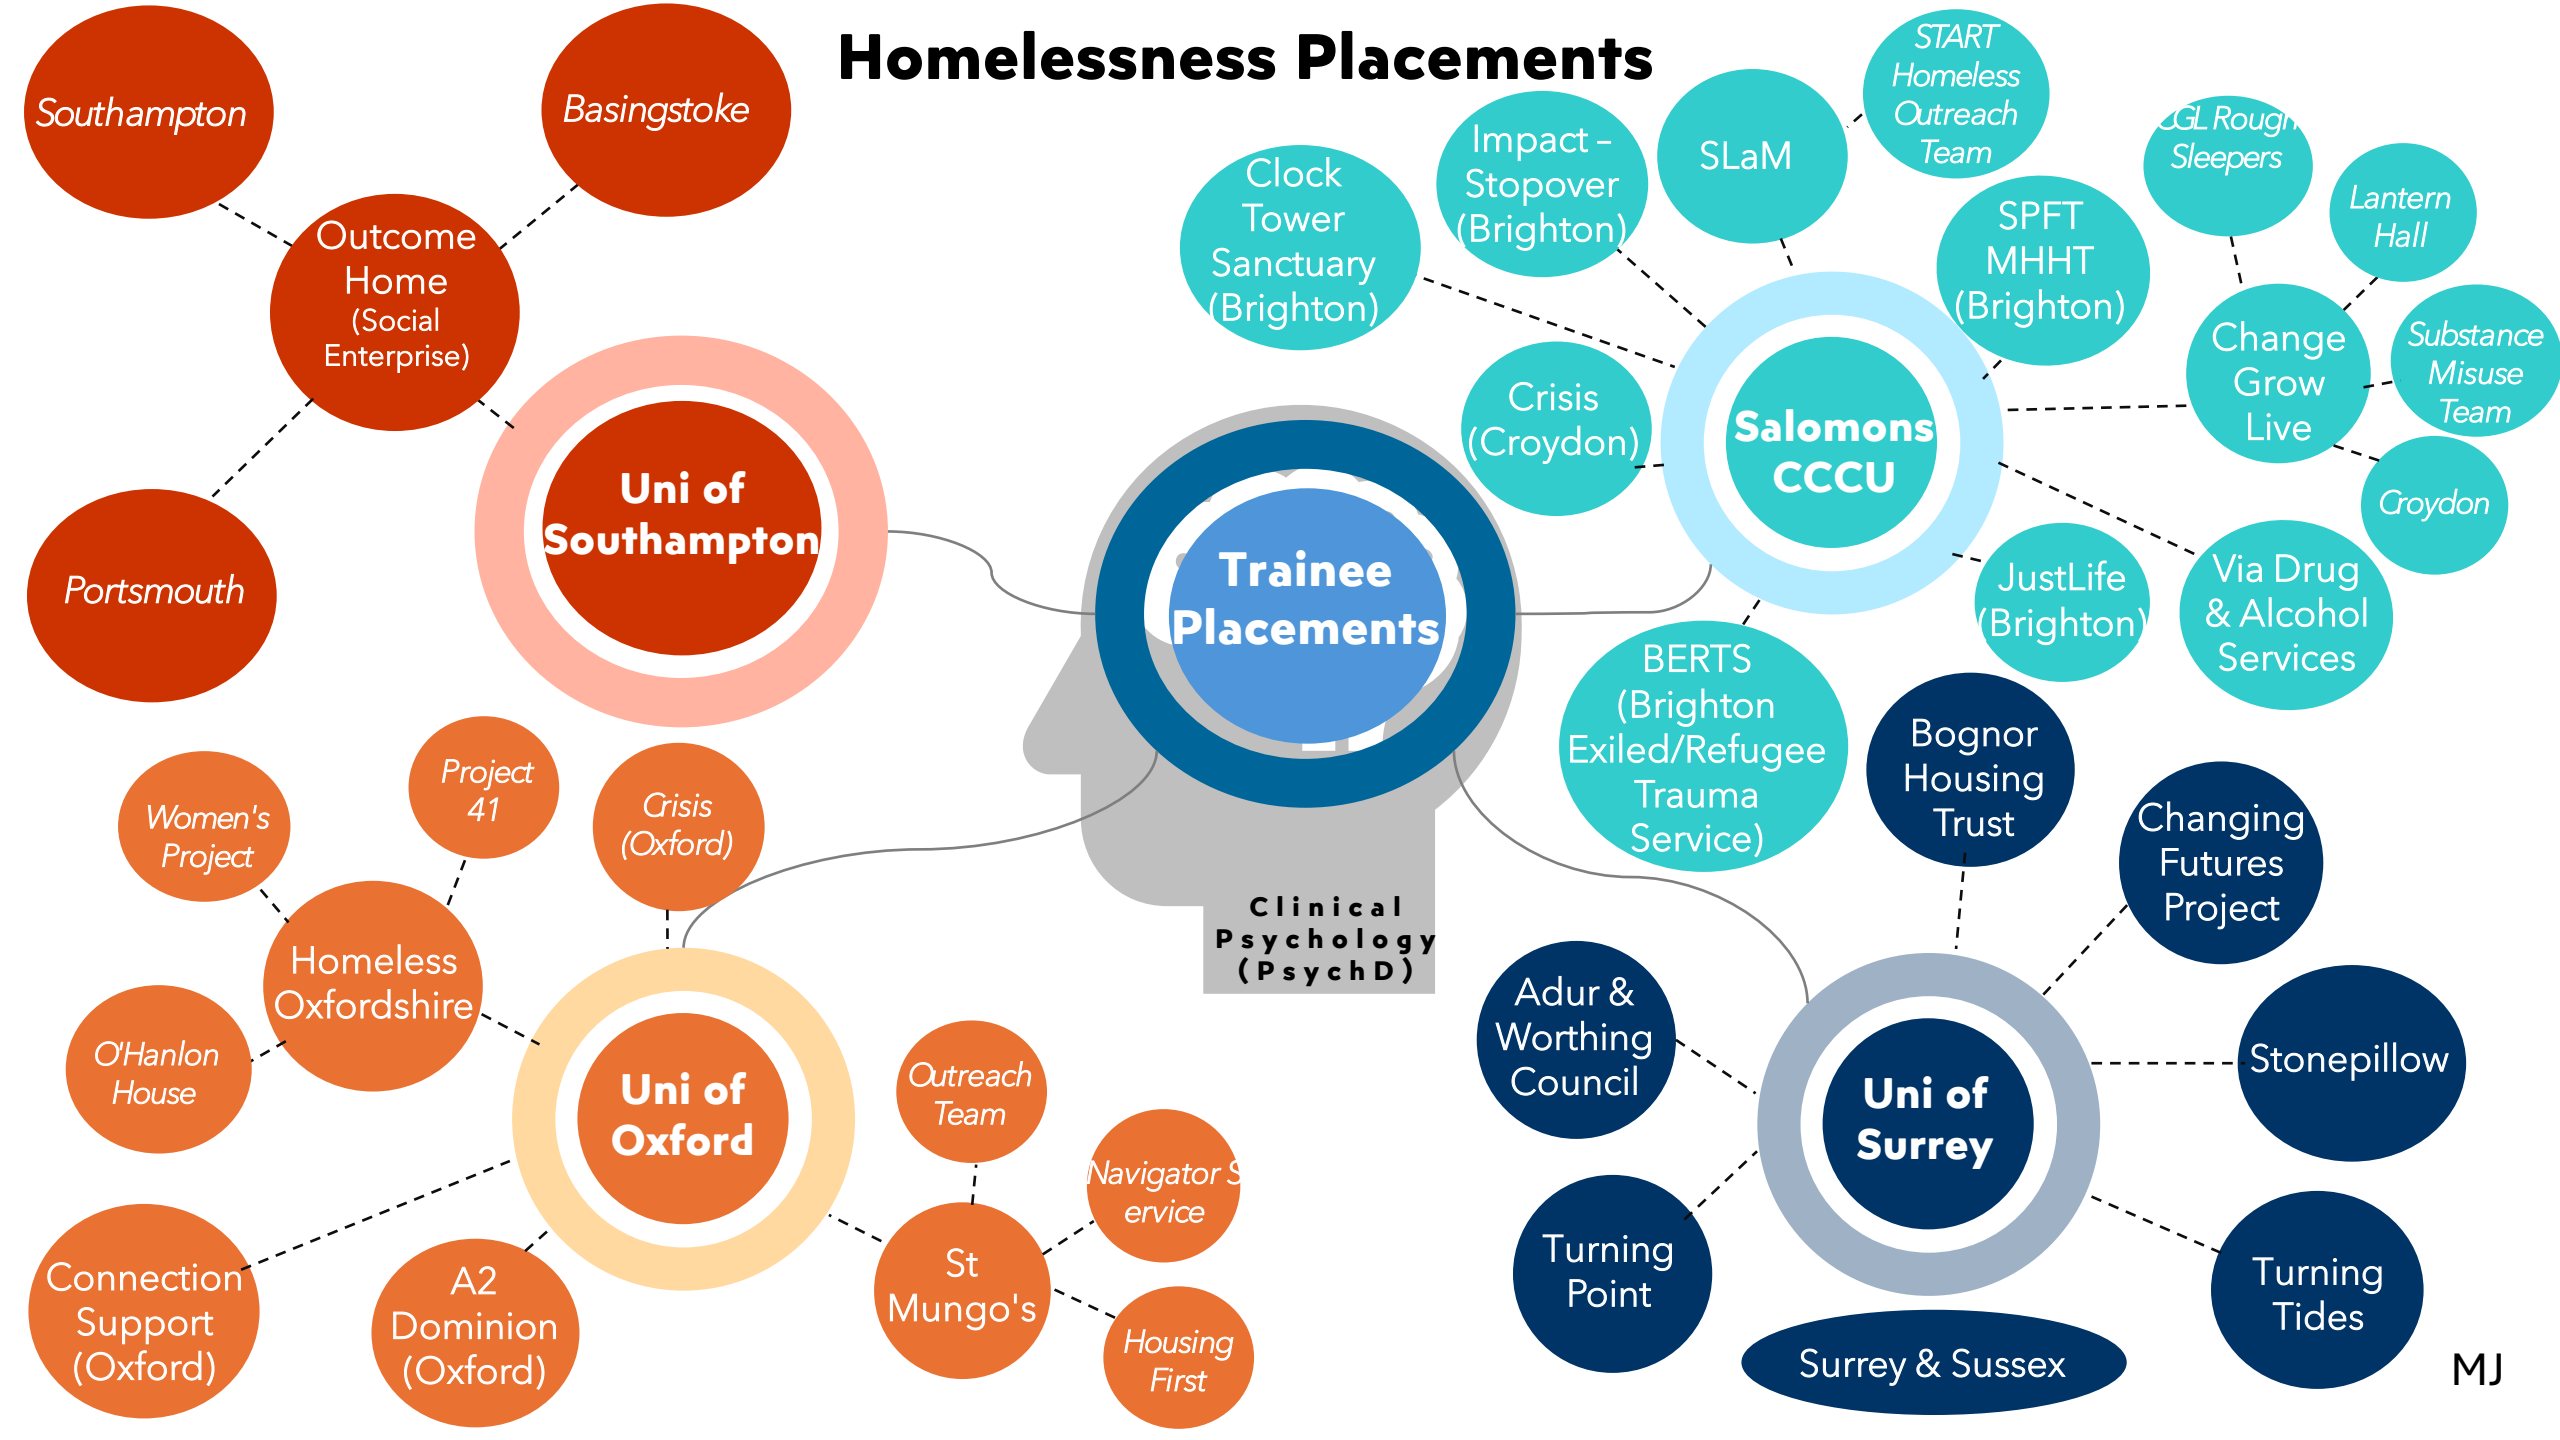 Homelessness Placements
Southampton
Basingstoke
Outcome
Home
(Social
Enterprise)
Portsmouth
Uni of
Southampton
Clock
Tower
Sanctuary
(Brighton)
Impact –
Stopover
(Brighton)
SLaM
START
Homeless
Outreach
Team
SPFT
MHHT
(Brighton)
CGL Rough
Sleepers
Lantern
Hall
Change
Grow
Live
Substance
Misuse
Team
Croydon
Crisis
(Croydon)
Salomons
CCCU
JustLife
(Brighton)
Via Drug
& Alcohol
Services
BERTS
(Brighton
Exiled/Refugee
Trauma
Service)
Trainee
Placements
Clinical
Psychology
(PsychD)
Women's
Project
Project
41
Crisis
(Oxford)
Homeless
Oxfordshire
O'Hanlon
House
Uni of
Oxford
Connection
Support
(Oxford)
A2
Dominion
(Oxford)
Outreach
Team
Navigator S
ervice
St
Mungo's
Housing
First
Bognor
Housing
Trust
Changing
Futures
Project
Adur &
Worthing
Council
Stonepillow
Uni of
Surrey
Turning
Point
Turning
Tides
Surrey & Sussex
MJ